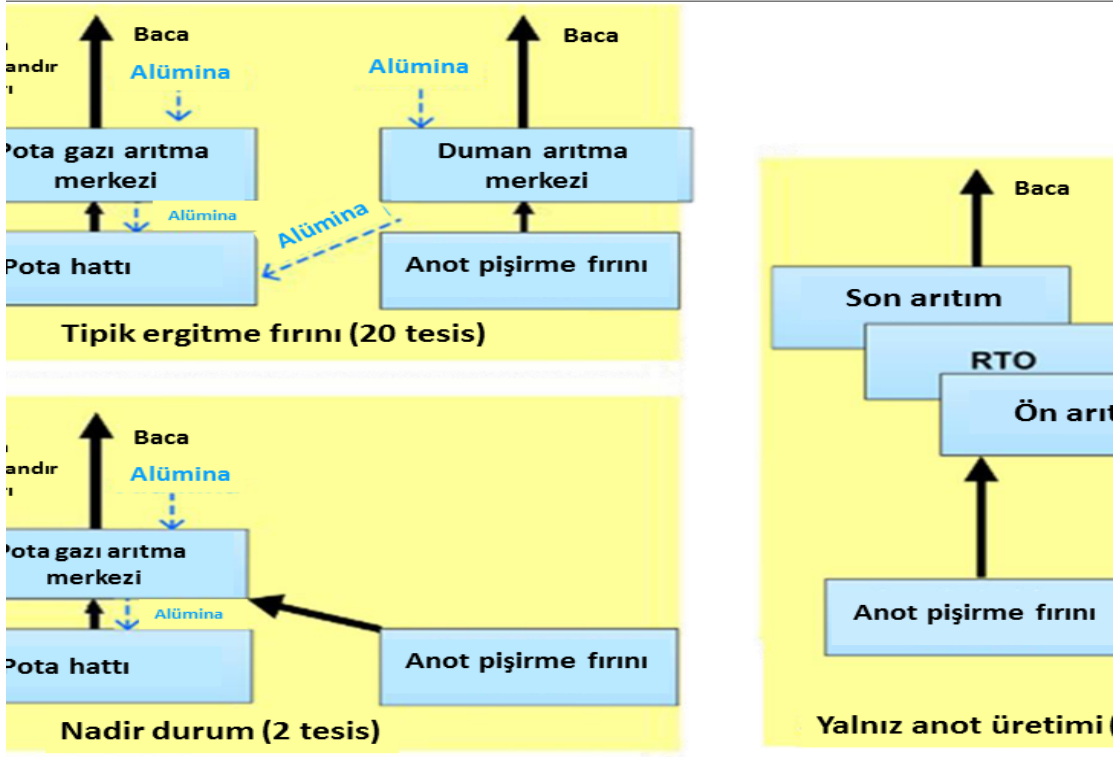 Baca
Alümina
Pota gazı arıtma
merkezi
Alümina
Pota hattı
Baca
Alümina
Duman arıtma
merkezi
Alümina
Anot pişirme fırını
Tipik ergitme fırını (20 tesis)
Baca
Alümina
Pota gazı arıtma
merkezi
Alümina
Pota hattı
Anot pişirme fırını
Nadir durum (2 tesis)
Baca
Son arıtım
RTO
Ön
Anot pişirme fırını
Yalnız anot üretimi (